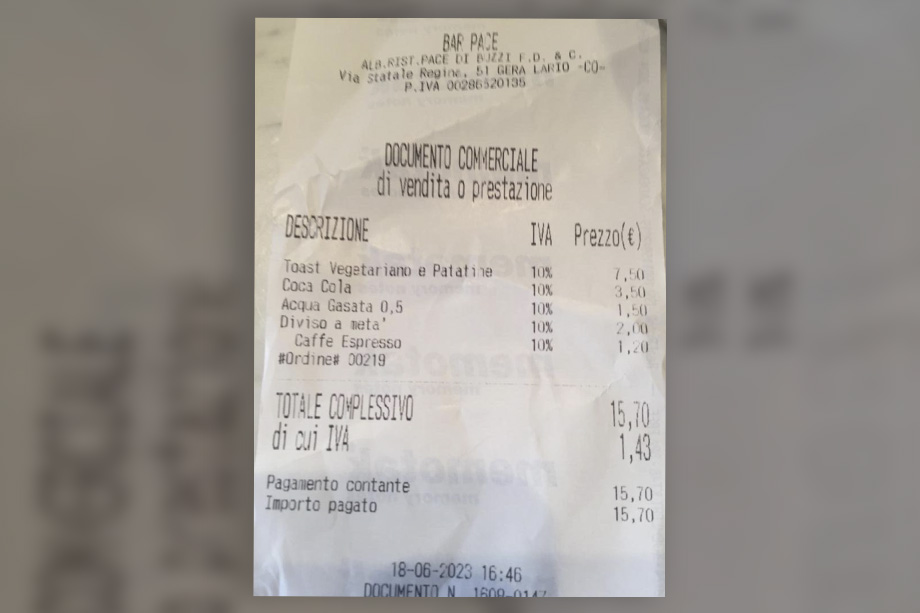 BAR PACE
ALB.RIST.PACE DI BUZZI F.D. & C.
Via Statale Regina, 51 GERA LARIO -CO-
P.IVA 00286520135
DOCUMENTO COMMERCIALE
di vendita o prestazione
DESCRIZIONE IVA Prezzo(€)
Toast Vegetariano e Patatine 10% 7,50
Coca Cola 10% 3,50
Acqua Gasata 0,5 10% 1,50
Diviso a meta' 10% 2,00
Caffe Espresso 10% 1,20
#Ordine# 00219
TOTALE COMPLESSIVO 15,70
di cui IVA 1,43
Pagamento contante 15,70
Importo pagato 15,70
18-06-2023 16:46
DOCUMENTO N. 1609-0147